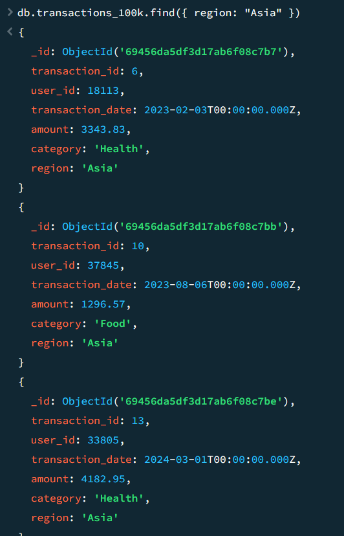 > db.transactions_100k.find({ region: "Asia" })
< {
_id: ObjectId('69456da5df3d17ab6f08c7b7'),
transaction_id: 6,
user_id: 18113,
transaction_date: 2023-02-03T00:00:00.000Z,
amount: 3343.83,
category: 'Health',
region: 'Asia'
}
{
_id: ObjectId('69456da5df3d17ab6f08c7bb'),
transaction_id: 10,
user_id: 37845,
transaction_date: 2023-08-06T00:00:00.000Z,
amount: 1296.57,
category: 'Food',
region: 'Asia'
}
{
_id: ObjectId('69456da5df3d17ab6f08c7be'),
transaction_id: 13,
user_id: 33805,
transaction_date: 2024-03-01T00:00:00.000Z,
amount: 4182.95,
category: 'Health',
region: 'Asia'